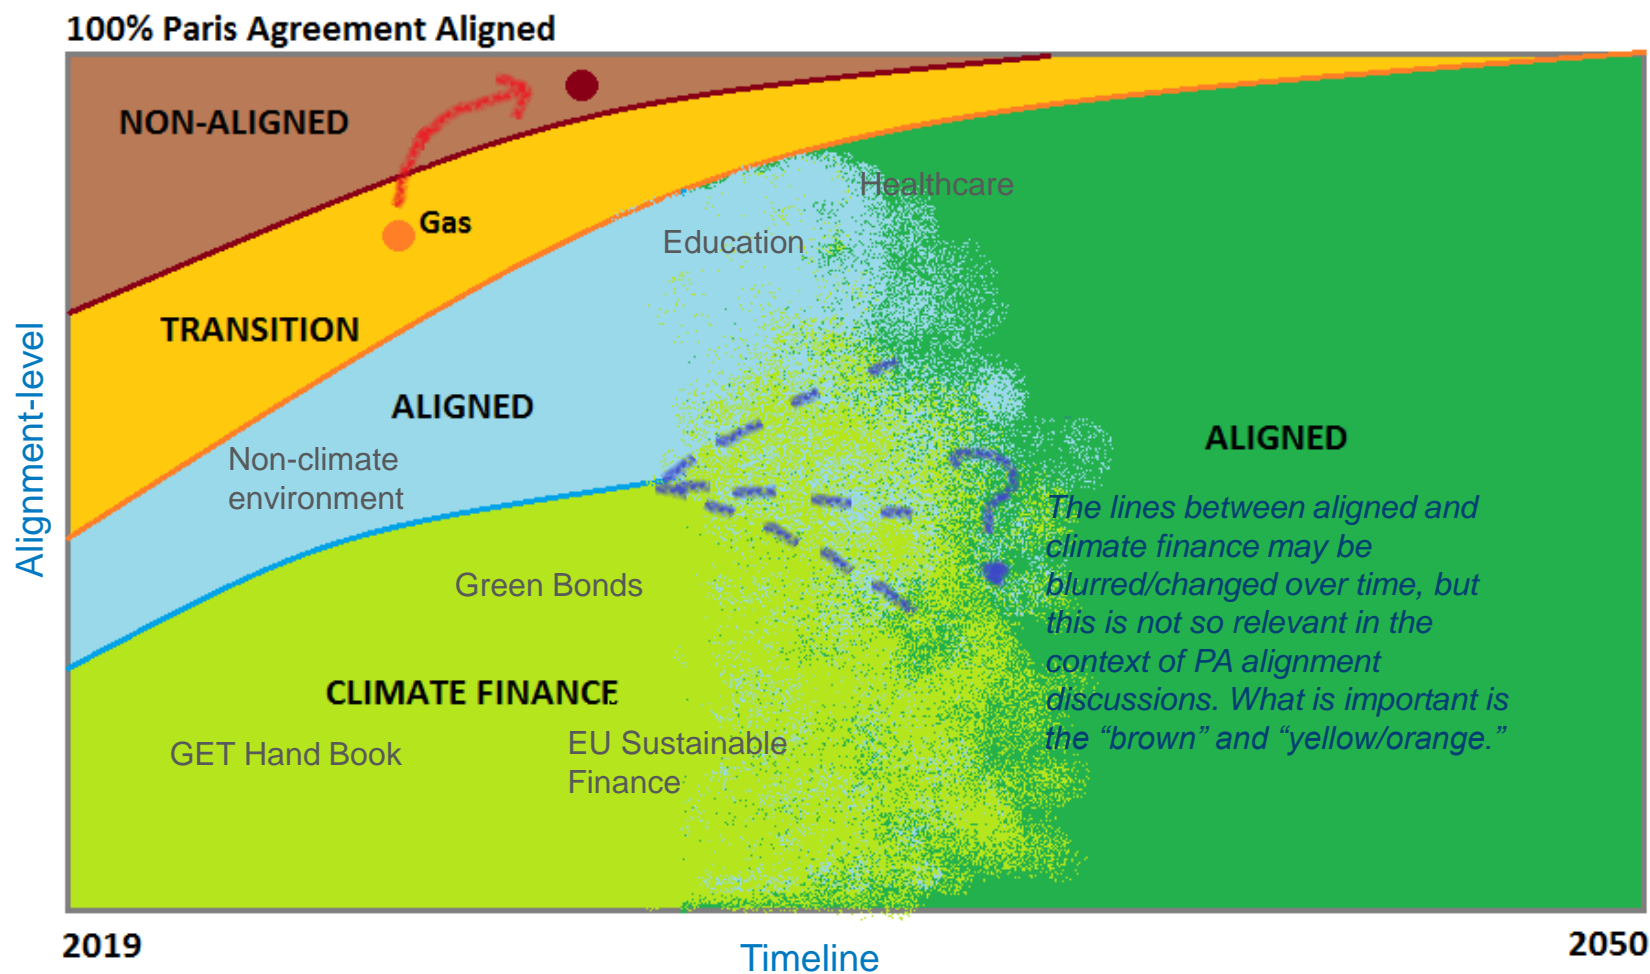 100% Paris Agreement Aligned
NON-ALIGNED
Gas
Healthcare
Education
TRANSITION
ALIGNED
Non-climate
environment
ALIGNED
The lines between aligned and
climate finance may be
blurred/changed over time, but
this is not so relevant in the
context of PA alignment
discussions. What is important is
the “brown” and “yellow/orange.”
Green Bonds
CLIMATE FINANCE
GET Hand Book
EU Sustainable
Finance
Alignment-level
2019
Timeline
2050